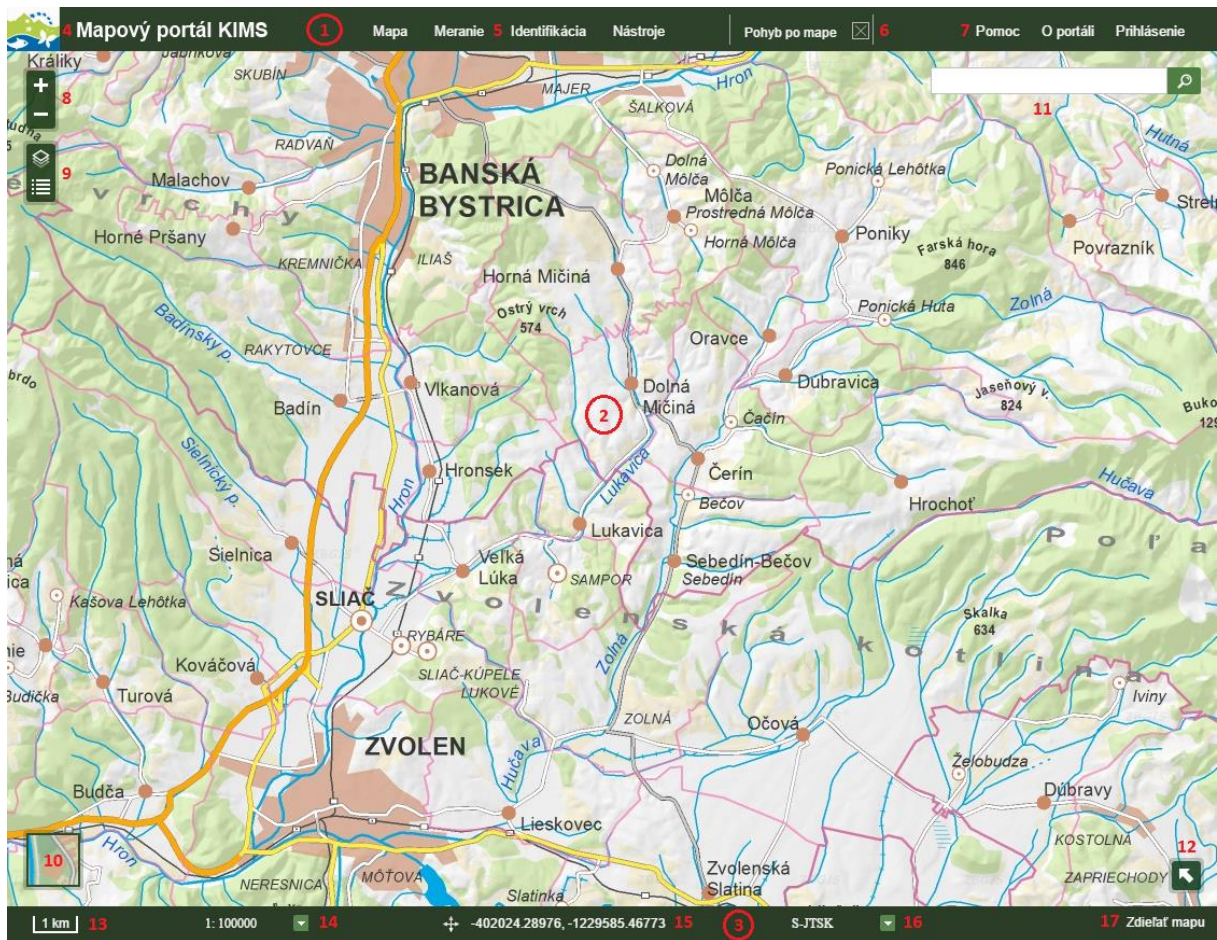 4 Mapový portál KIMS 1 Mapa Meranie 5 Identifikácia Nástroje Pohyb po mape 6 7 Pomoc O portáli Prihlásenie
Králiky
SKUBÍN
MAJER
Hron
ŠALKOVÁ
8
11
Hutná
RADVAŇ
BANSKÁ
BYSTRICA
Dolná
Môlča
Ponická Lehôtka
9
Malachov
v r c h y
Môlča
Prostredná Môlča
Horná Môlča
Poniky
Povrazník
Horné Pršany
KREMNIČKA
ILIAŠ
Horná Mičiná
Farská hora
846
Ostrý vrch
574
Ponická Huta
Zolná
Badínsky p.
RAKYTOVCE
Oravce
Vlkanová
Dolná
Mičiná
Dúbravica
Jaseňový v.
824
Badín
2
Čačín
Sielnický p.
Hronsek
Hron
Lukavica
Čerín
Bečov
Hrochoť
Hučava
Lukavica
Sielnica
Veľká
Lúka
SAMPOR
Sebedín-Bečov
Sebedín
P o ľ a
Kašova Lehôtka
SLIAČ
Z v o l e n s k á k o t l i n a
Skalka
634
RYBÁRE
Zolná
Kováčová
SLIAČ-KÚPELE
LUKOVÉ
Turová
Budička
Iviny
ZOLNÁ
Očová
ZVOLEN
Hučava
Želobudza
Budča
Dúbravy
Lieskovec
KOSTOLNÁ
10
Hron
12
NERESNICA
MÔŤOVÁ
Slatinka
Zvolenská
Slatina
ZAPRIECHODY
1 km 13 1: 100000 14 -402024.28976, -1229585.46773 15 3 S-JTSK 16 17 Zdieľať mapu